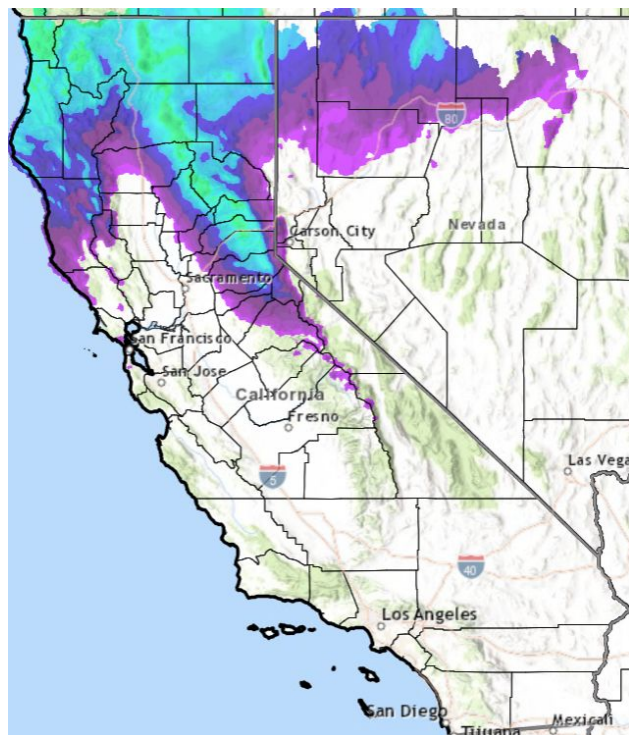 80
Nevada
Carson City
Sacramento
San Francisco
San Jose
California
Fresno
5
Las Vega
40
Los Angeles
San Diego
Mexicali
Tijuana